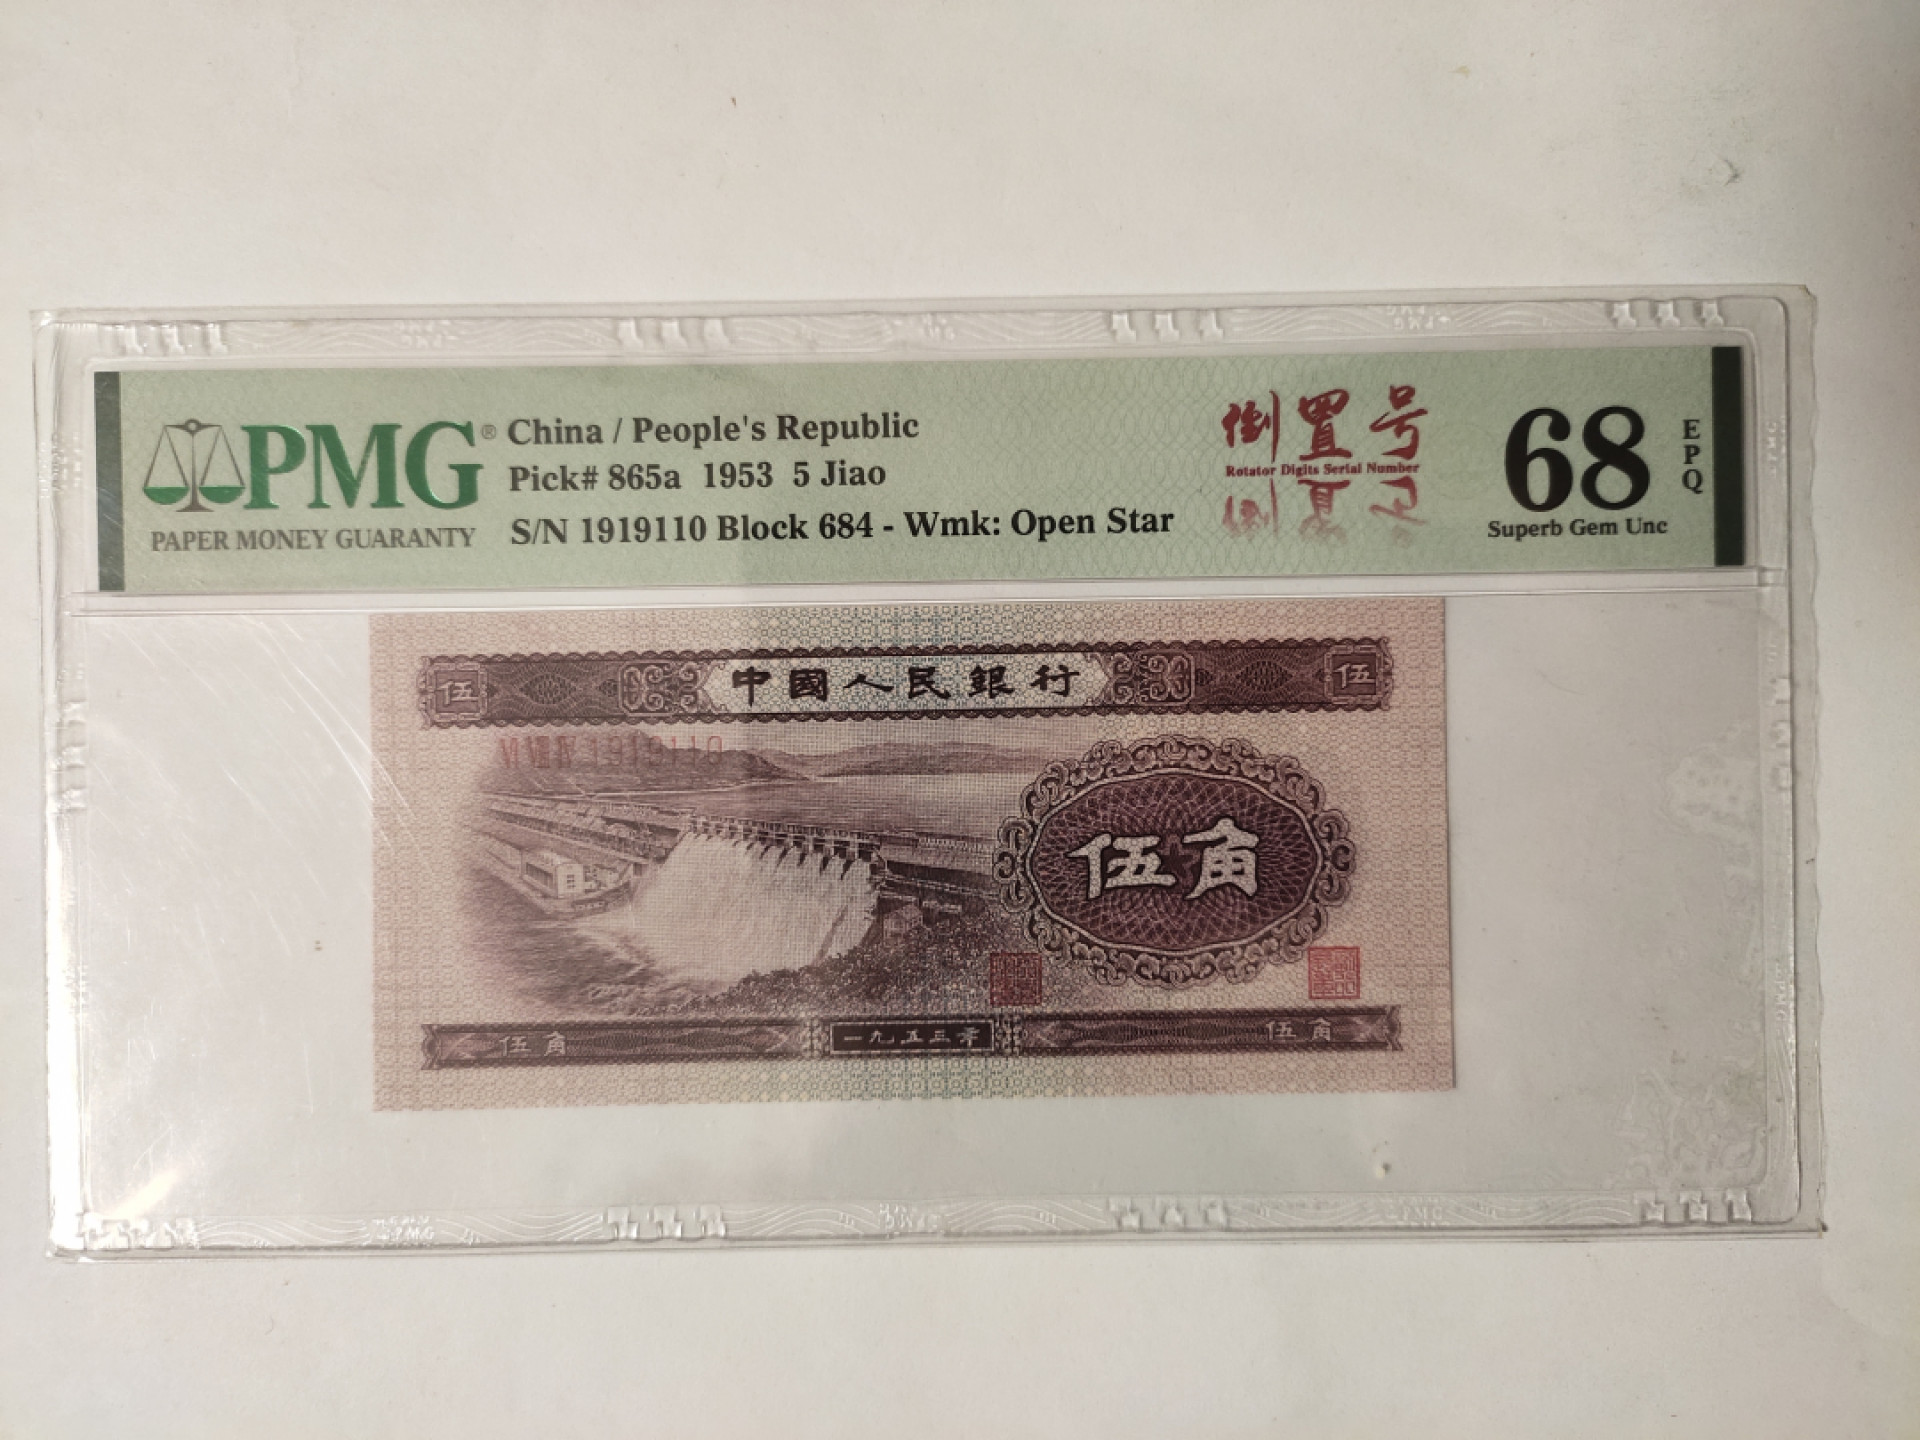 PMG®
PAPER MONEY GUARANTY
China / People's Republic
Pick# 865a 1953 5 Jiao
S/N 1919110 Block 684 - Wmk: Open Star
倒置号
Rotator Digits Serial Number
68
EPQ
Superb Gem Unc
伍 中國人民銀行 伍
1919110
伍角
伍角 一九五三年 伍角